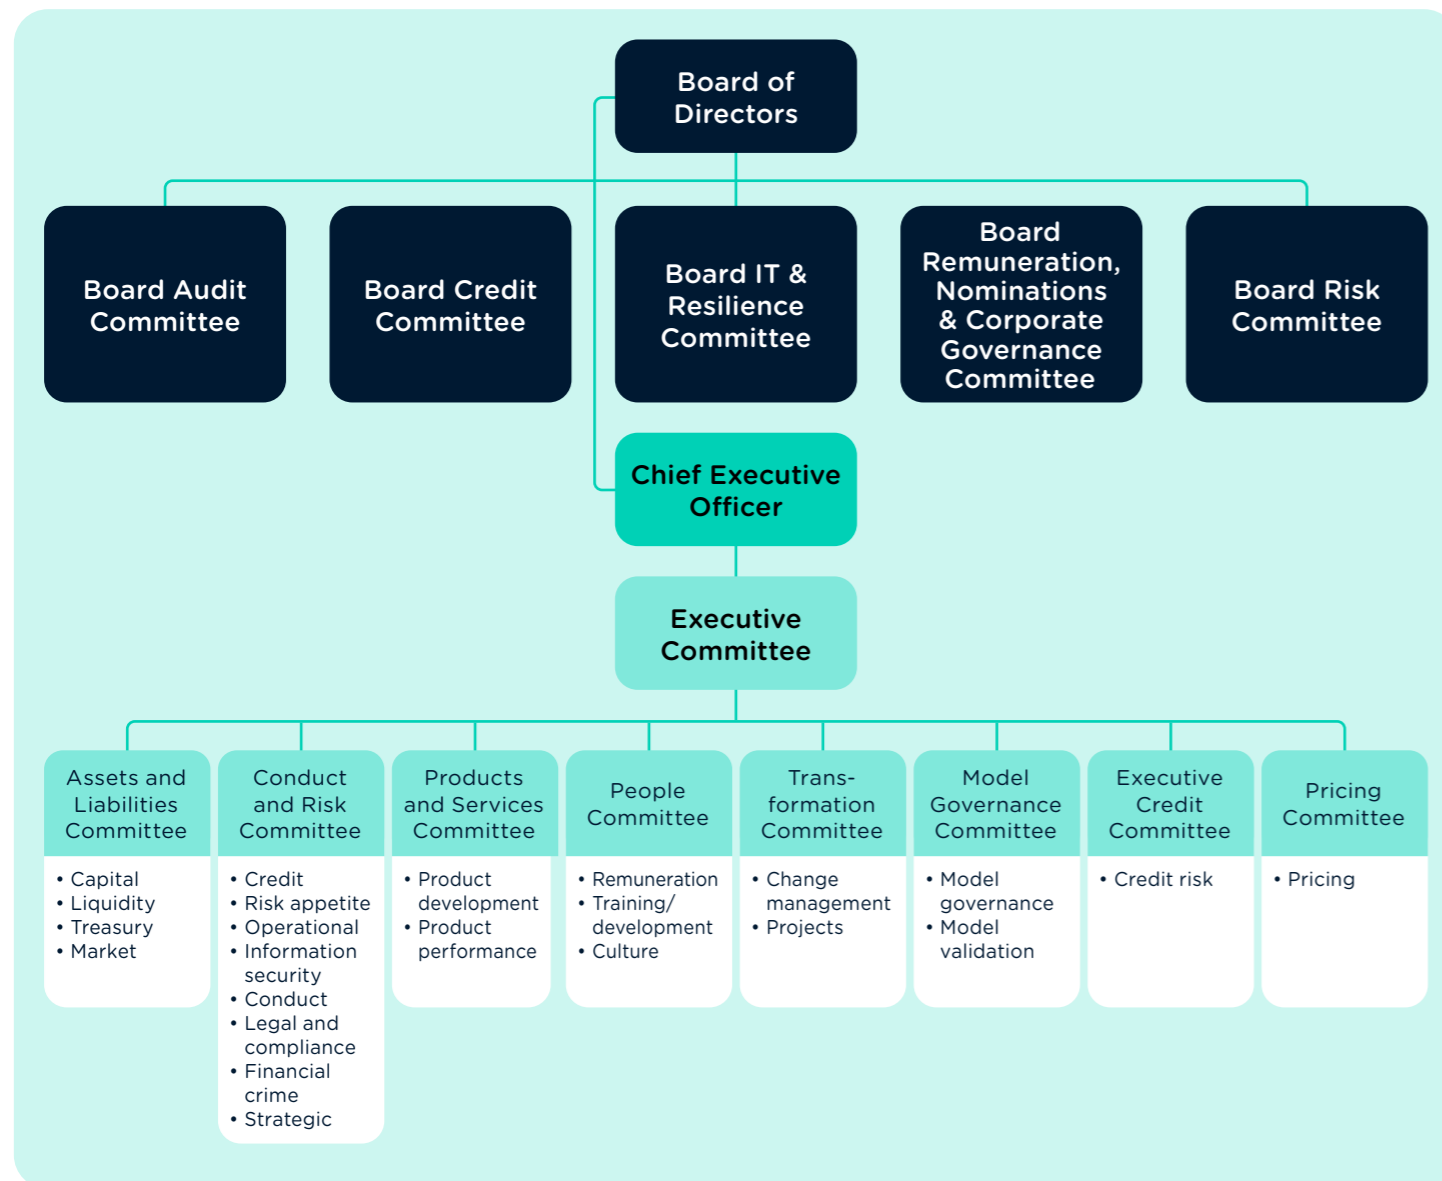 Board of
Directors
Board Audit
Committee
Board Credit
Committee
Board IT &
Resilience
Committee
Board
Remuneration,
Nominations
& Corporate
Governance
Committee
Board Risk
Committee
Chief Executive
Officer
Executive
Committee
Assets and
Liabilities
Committee
• Capital
• Liquidity
• Treasury
• Market
Conduct
and Risk
Committee
• Credit
• Risk appetite
• Operational
• Information
security
• Conduct
• Legal and
compliance
• Financial
crime
• Strategic
Products
and Services
Committee
• Product
development
• Product
performance
People
Committee
• Remuneration
• Training/
development
• Culture
Trans-
formation
Committee
• Change
management
• Projects
Model
Governance
Committee
• Model
governance
• Model
validation
Executive
Credit
Committee
• Credit risk
Pricing
Committee
• Pricing